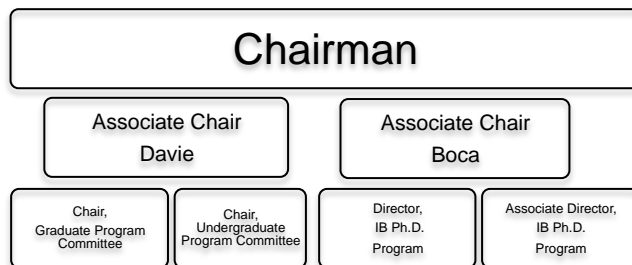 Chairman
Associate Chair
Davie
Associate Chair
Boca
Chair,
Graduate Program
Committee
Chair,
Undergraduate
Program Committee
Director,
IB Ph.D.
Program
Associate Director,
IB Ph.D.
Program